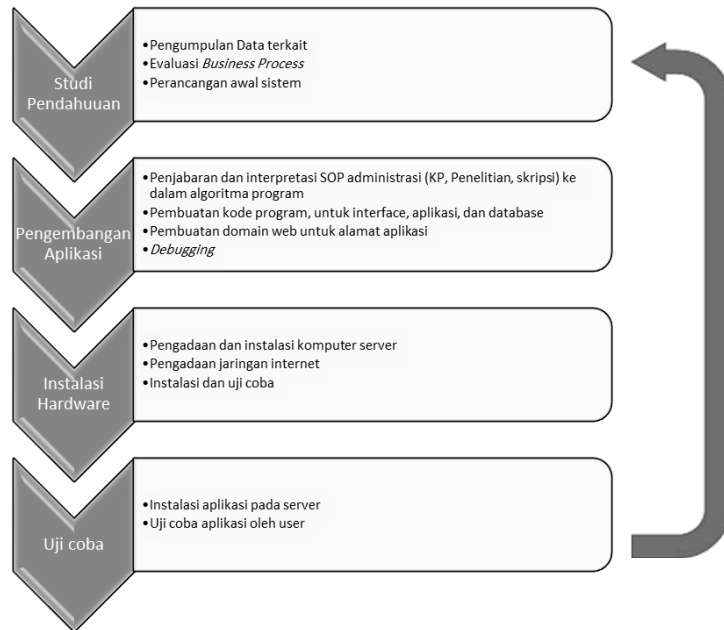 Studi
Pendahuuan
•Pengumpulan Data terkait
•Evaluasi Business Process
•Perancangan awal sistem
Pengembangan
Aplikasi
•Penjabaran dan interpretasi SOP administrasi (KP, Penelitian, skripsi) ke
dalam algoritma program
•Pembuatan kode program, untuk interface, aplikasi, dan database
•Pembuatan domain web untuk alamat aplikasi
•Debugging
Instalasi
Hardware
•Pengadaan dan instalasi komputer server
•Pengadaan jaringan internet
•Instalasi dan uji coba
Uji coba
•Instalasi aplikasi pada server
•Uji coba aplikasi oleh user